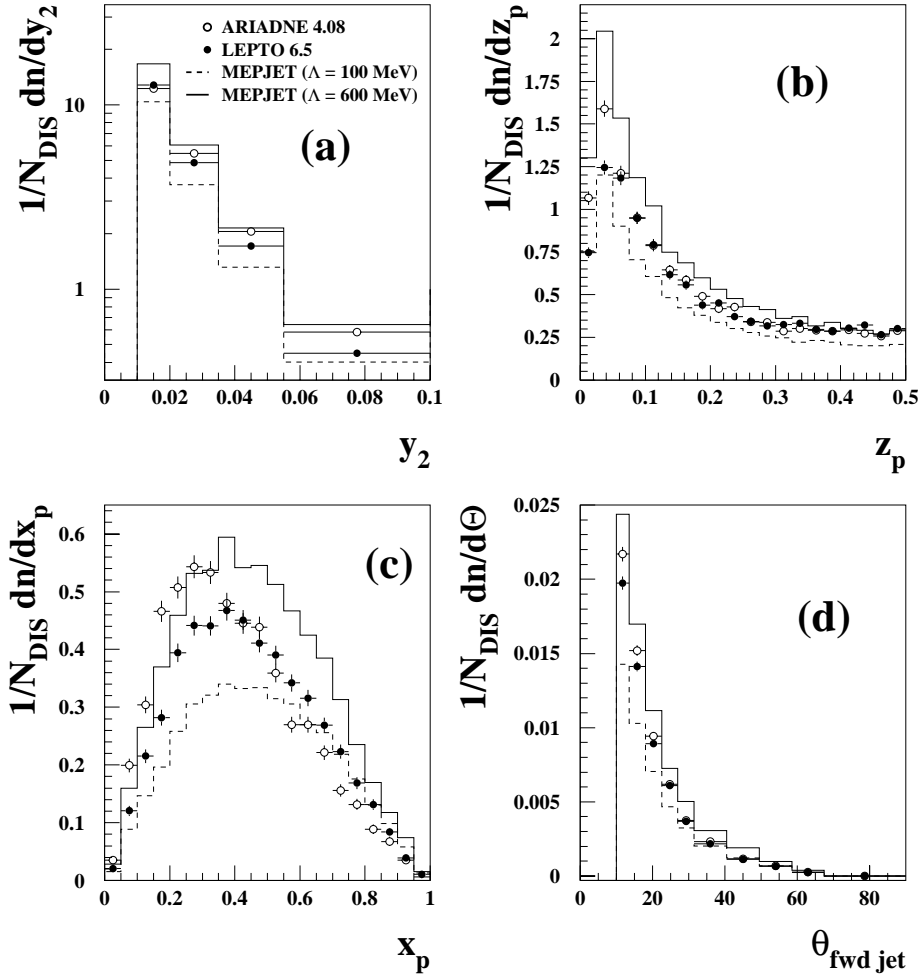 1/N_DIS dn/dy_2
○ ARIADNE 4.08
● LEPTO 6.5
MEPJET (Λ = 100 MeV)
MEPJET (Λ = 600 MeV)
(a)
10
1
0 0.02 0.04 0.06 0.08 0.1
y_2
1/N_DIS dn/dz_p
(b)
2
1.75
1.5
1.25
1
0.75
0.5
0.25
0
0 0.1 0.2 0.3 0.4 0.5
z_p
1/N_DIS dn/dx_p
(c)
0.6
0.5
0.4
0.3
0.2
0.1
0
0 0.2 0.4 0.6 0.8 1
x_p
1/N_DIS dn/dΘ
(d)
0.025
0.02
0.015
0.01
0.005
0
0 20 40 60 80
θ_fwd jet